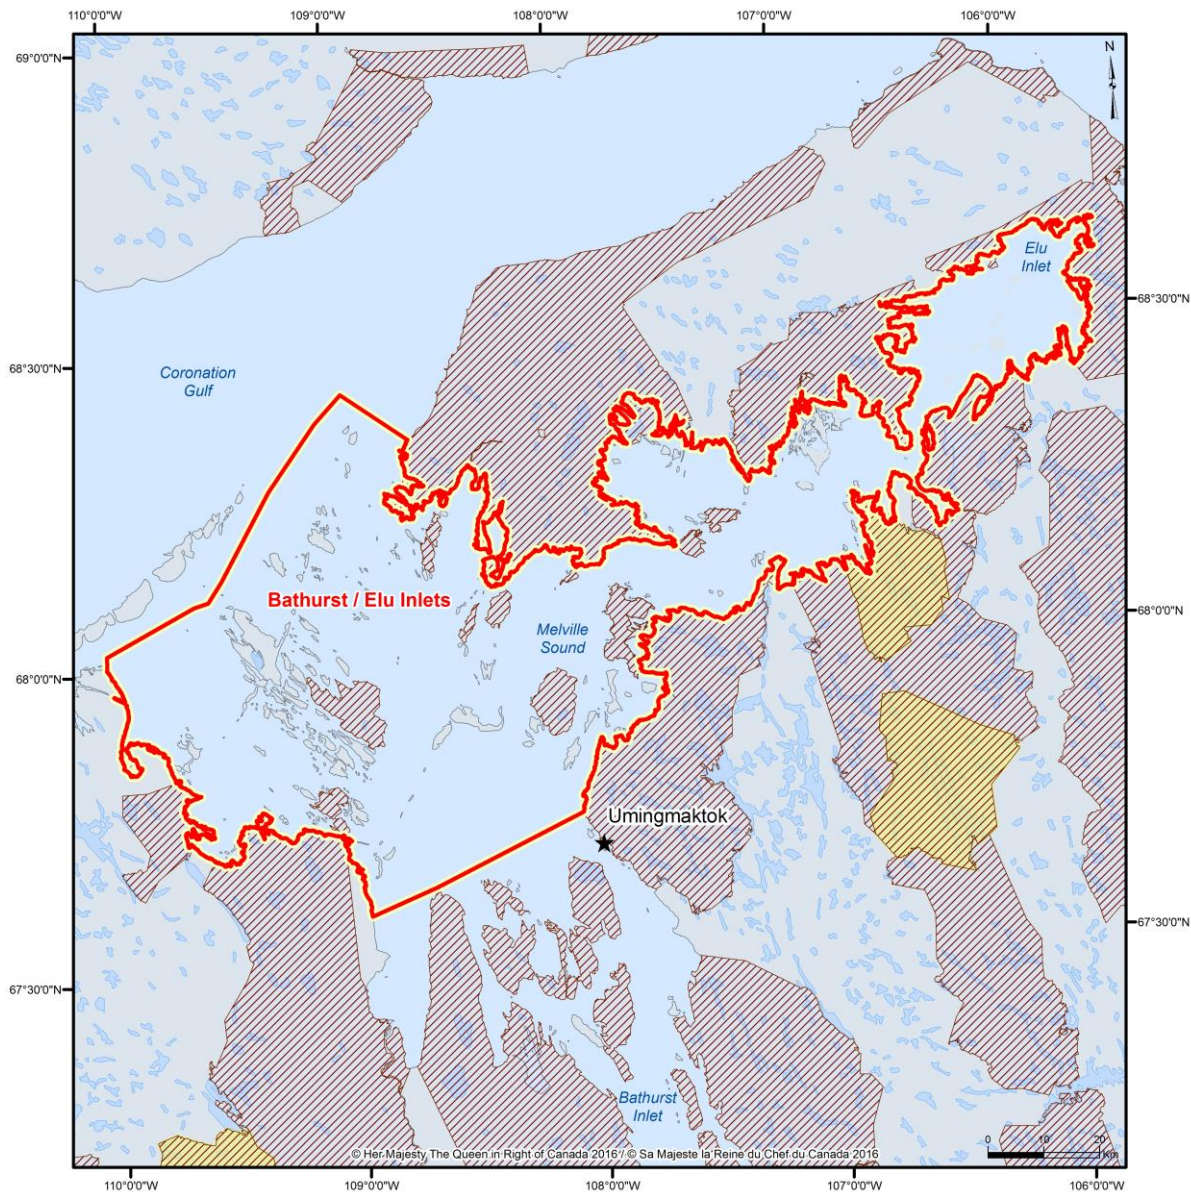 110°0'0"W 109°0'0"W 108°0'0"W 107°0'0"W 106°0'0"W
69°0'0"N
N
Elu
Inlet
68°30'0"N
68°30'0"N
Coronation
Gulf
Bathurst / Elu Inlets
68°0'0"N
Melville
Sound
68°0'0"N
Umingmaktok
67°30'0"N
67°30'0"N
Bathurst
Inlet
0 10 20
Km
© Her Majesty The Queen in Right of Canada 2016 / © Sa Majeste la Reine du Chef du Canada 2016
110°0'0"W 109°0'0"W 108°0'0"W 107°0'0"W 106°0'0"W